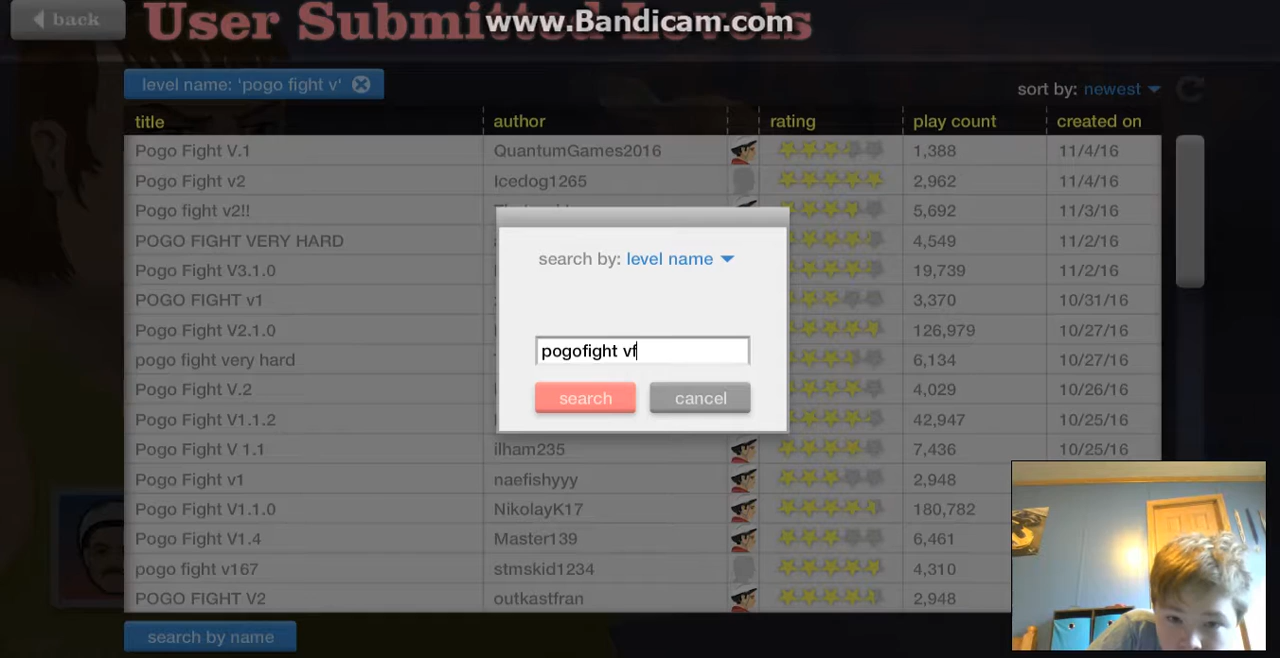 back
User Submitted Levels
www.Bandicam.com
level name: 'pogo fight v'
sort by: newest
title author rating play count created on
Pogo Fight V.1 QuantumGames2016 1,388 11/4/16
Pogo Fight v2 Icedog1265 2,962 11/4/16
Pogo fight v2!! 5,692 11/3/16
POGO FIGHT VERY HARD 4,549 11/2/16
Pogo Fight V3.1.0 19,739 11/2/16
POGO FIGHT v1 3,370 10/31/16
Pogo Fight V2.1.0 126,979 10/27/16
pogo fight very hard 6,134 10/27/16
Pogo Fight V.2 4,029 10/26/16
Pogo Fight V1.1.2 42,947 10/25/16
Pogo Fight V 1.1 ilham235 7,436 10/25/16
Pogo Fight v1 naefishyyy 2,948
Pogo Fight V1.1.0 NikolayK17 180,782
Pogo Fight V1.4 Master139 6,461
pogo fight v167 stmskid1234 4,310
POGO FIGHT V2 outkastfran 2,948
search by: level name
pogofight vf
search cancel
search by name